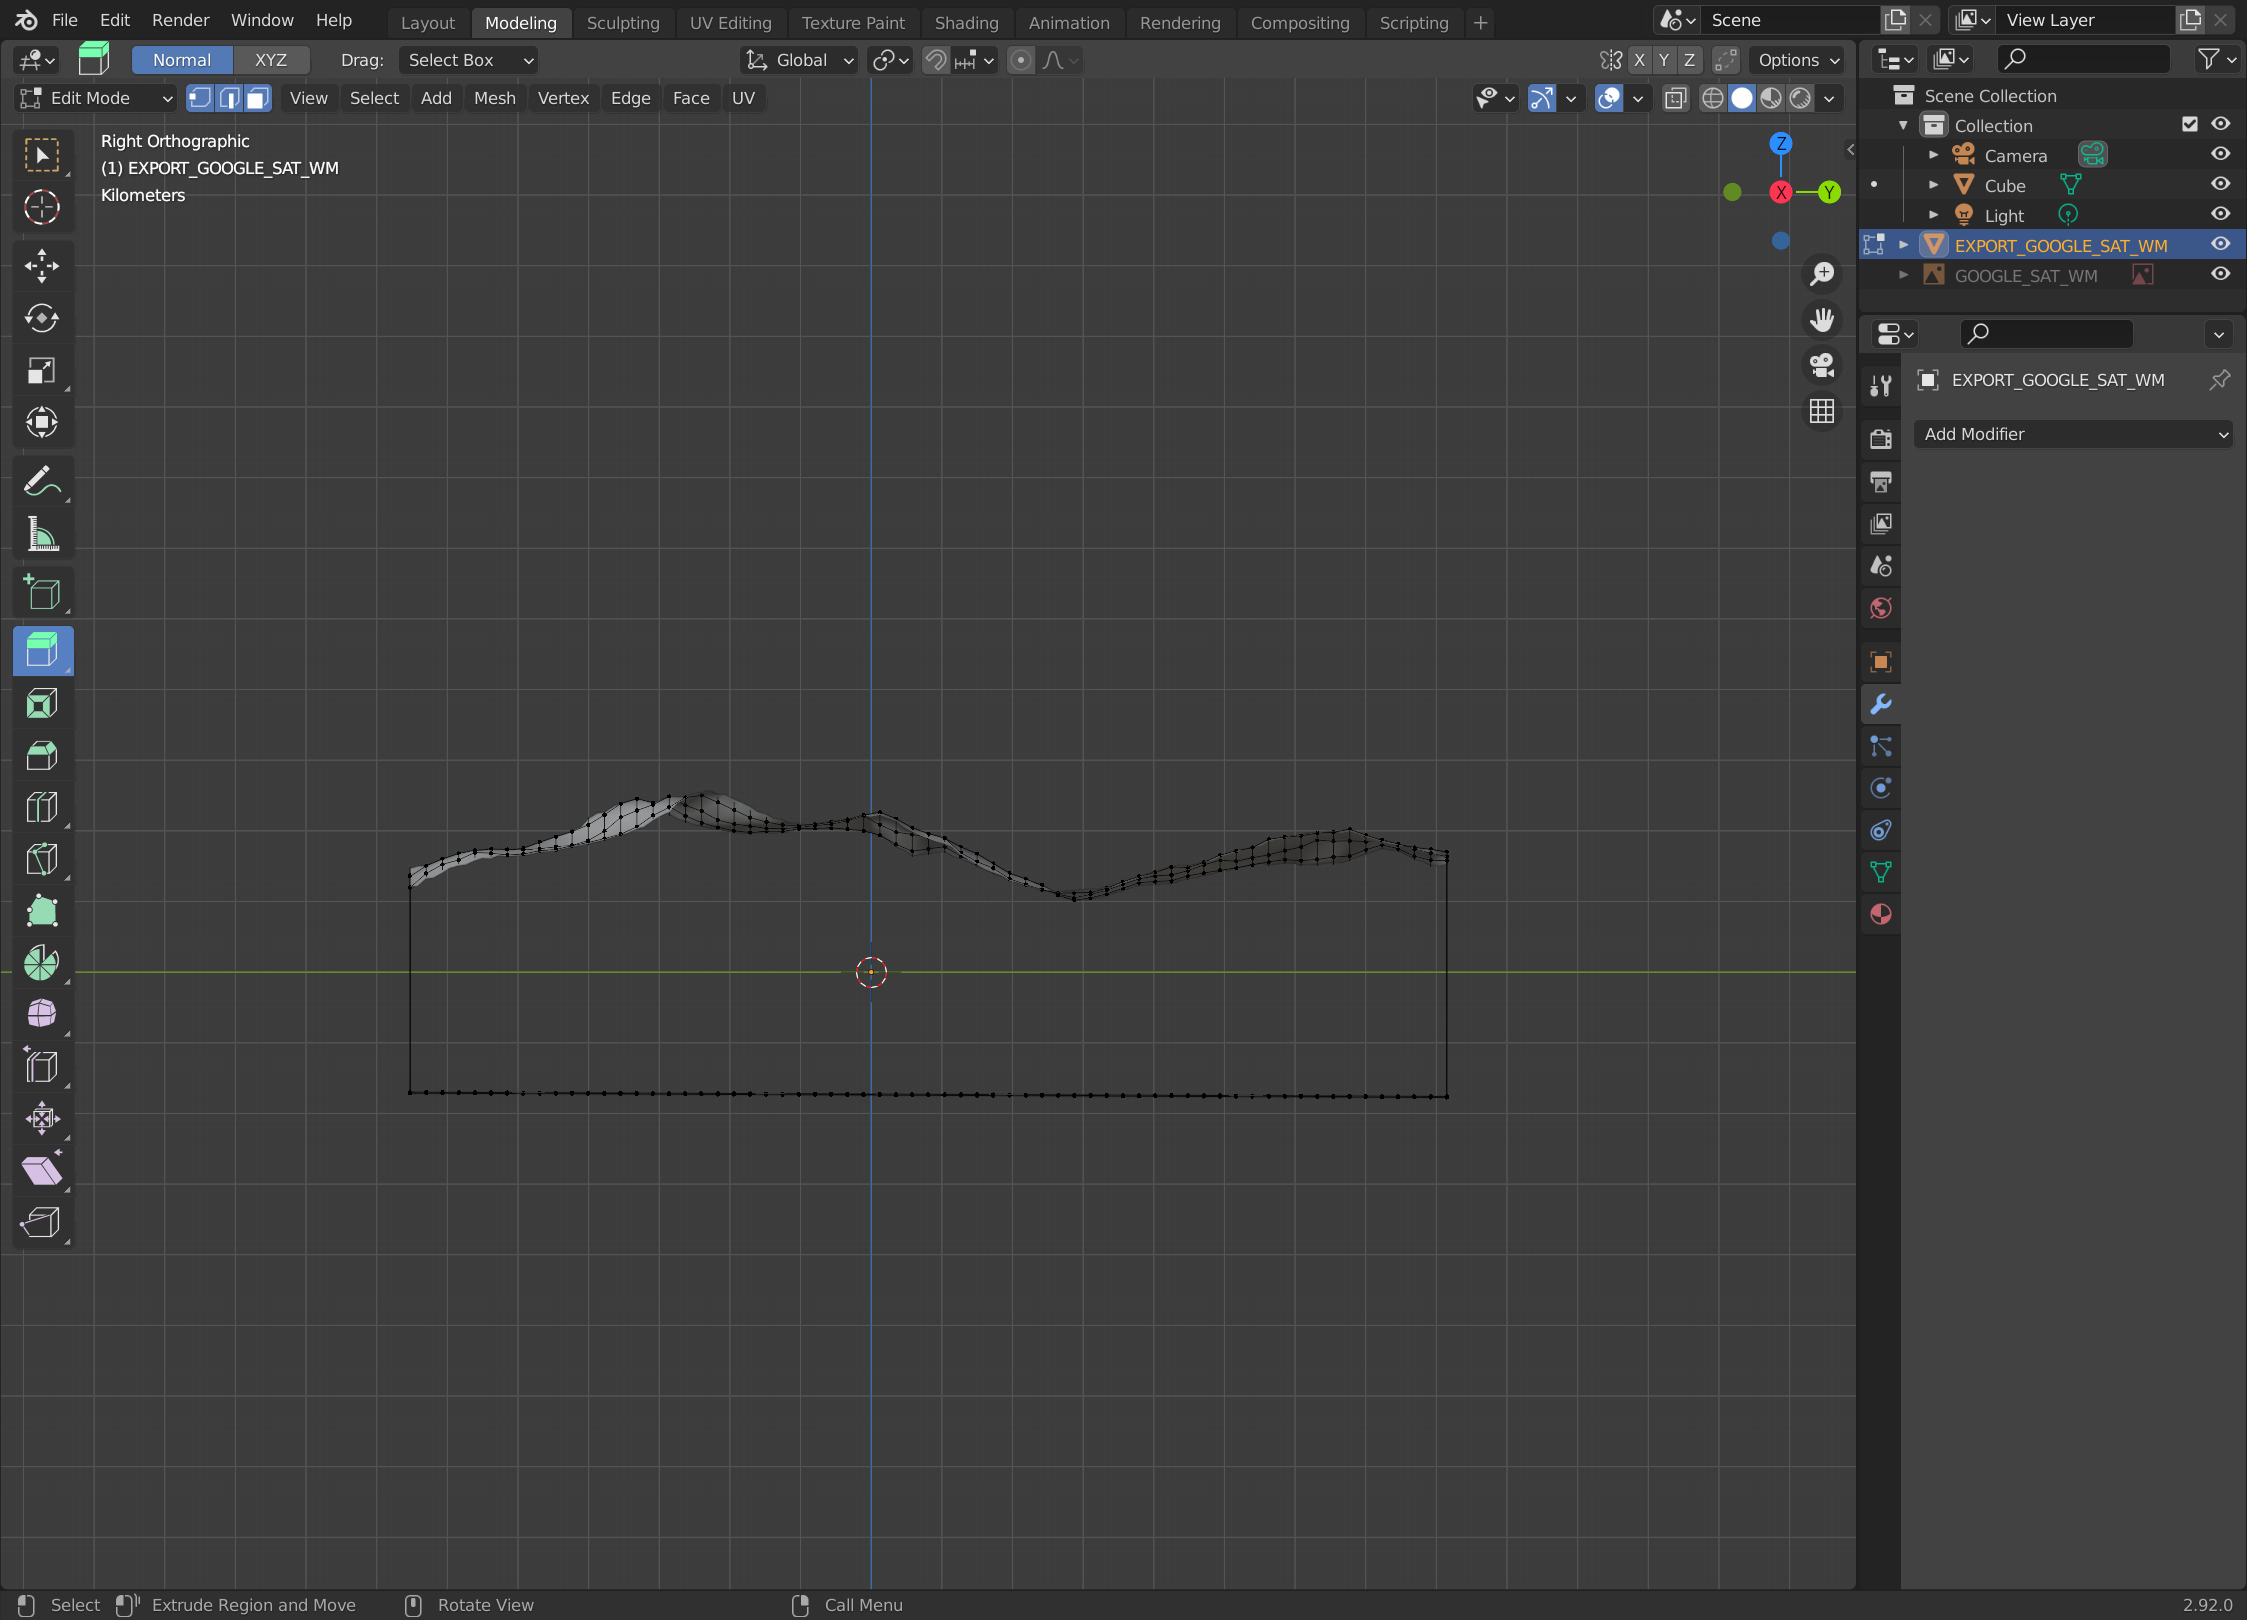 File Edit Render Window Help Layout Modeling Sculpting UV Editing Texture Paint Shading Animation Rendering Compositing Scripting + Scene View Layer
Normal XYZ Drag: Select Box Global X Y Z Options
Edit Mode View Select Add Mesh Vertex Edge Face UV
Right Orthographic
(1) EXPORT_GOOGLE_SAT_WM
Kilometers
Z
X
Y
Scene Collection
Collection
Camera
Cube
Light
EXPORT_GOOGLE_SAT_WM
GOOGLE_SAT_WM
EXPORT_GOOGLE_SAT_WM
Add Modifier
Select Extrude Region and Move Rotate View Call Menu 2.92.0